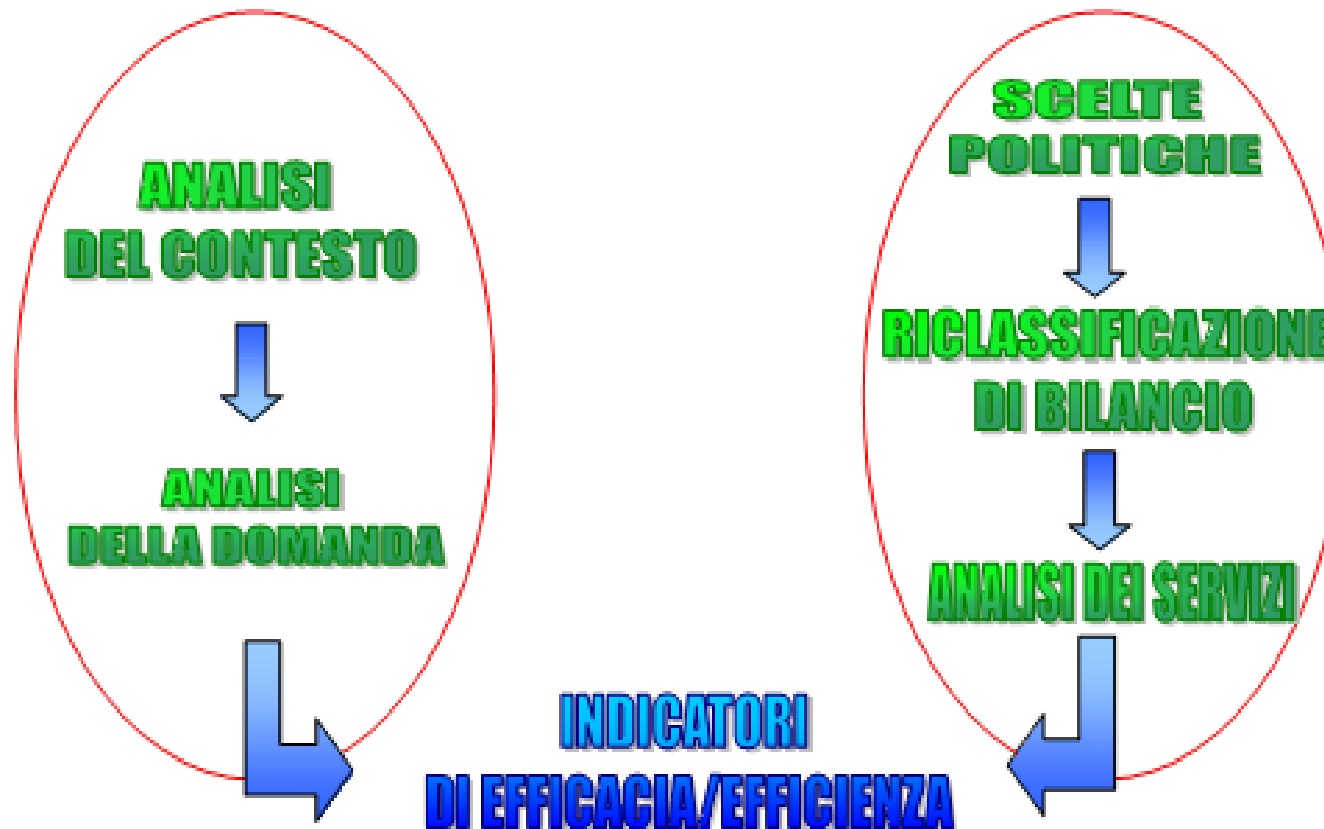 ANALISI
DEL CONTESTO
ANALISI
DELLA DOMANDA
SCELTE
POLITICHE
RICLASSIFICAZIONE
DI BILANCIO
ANALISI DEI SERVIZI
INDICATORI
DI EFFICACIA/EFFICIENZA